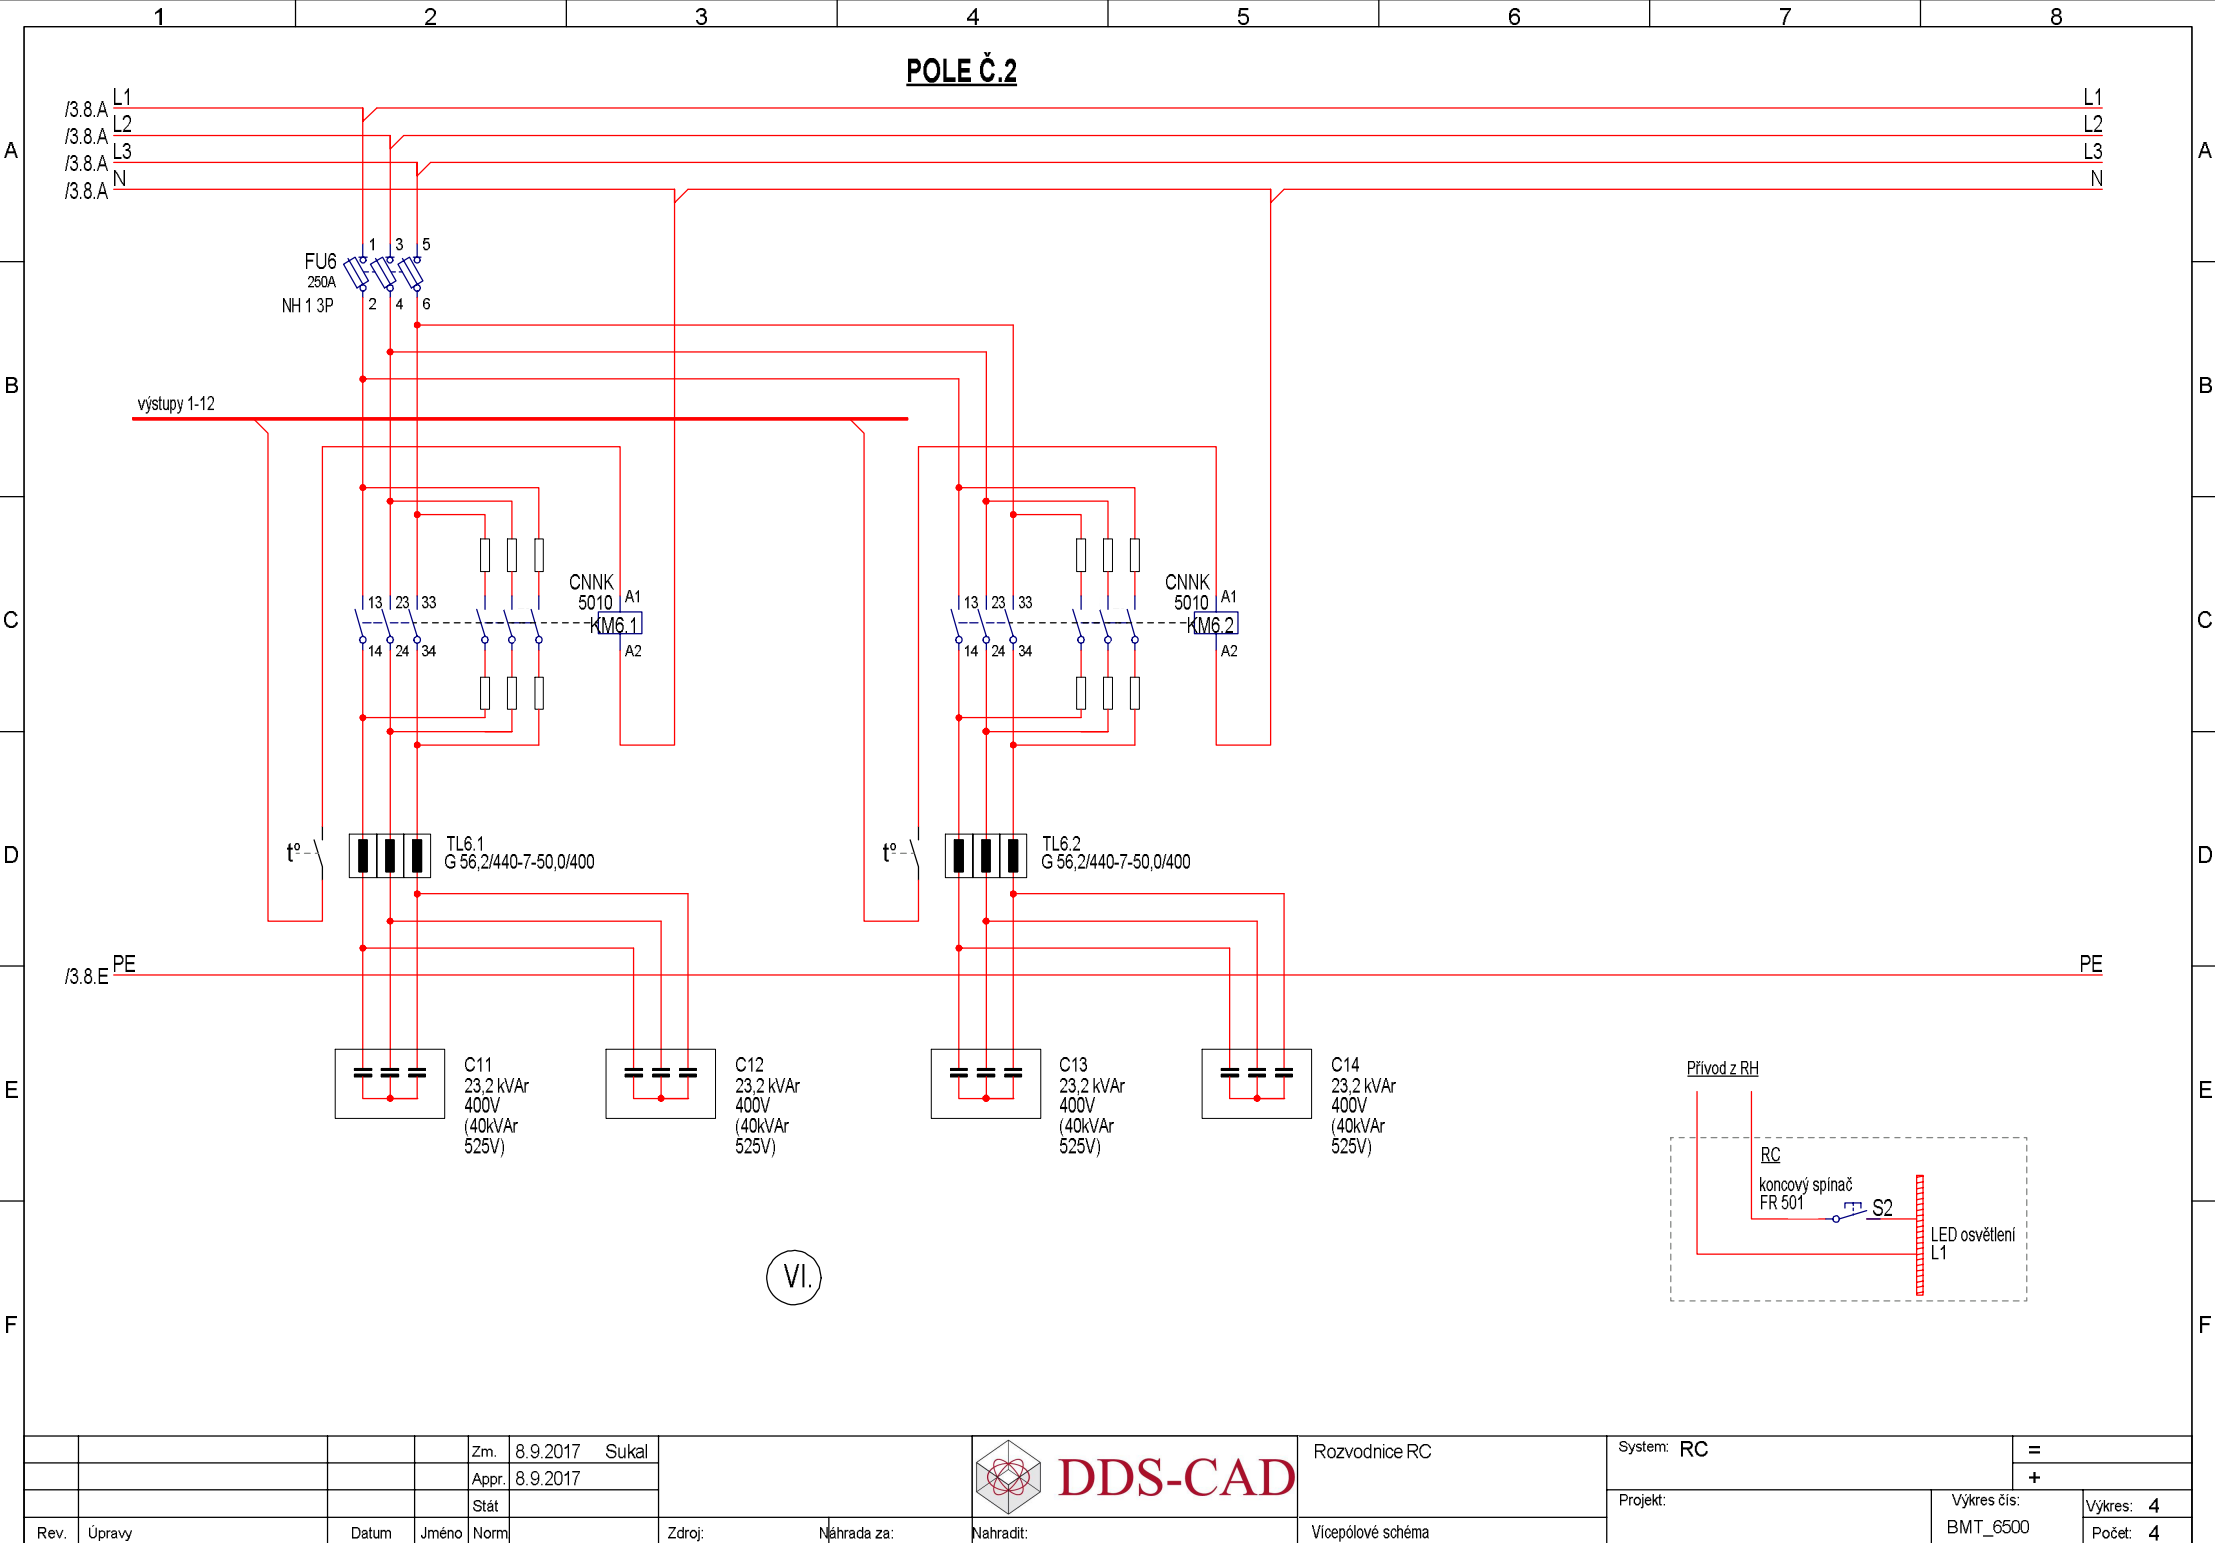 1 2 3 4 5 6 7 8
POLE Č.2
/3.8.A L1 L1
/3.8.A L2 L2
A A
/3.8.A L3 L3
/3.8.A N N
1 3 5
FU6
250A
NH 1 3P 2 4 6
B B
výstupy 1-12
CNNK
5010
KM6.1
A1
A2
13 23 33
14 24 34
CNNK
5010
KM6.2
A1
A2
13 23 33
14 24 34
C C
tº
TL6.1
G 56,2/440-7-50,0/400
tº
TL6.2
G 56,2/440-7-50,0/400
D D
/3.8.E PE PE
C11
23,2 kVAr
400V
(40kVAr
525V)
C12
23,2 kVAr
400V
(40kVAr
525V)
C13
23,2 kVAr
400V
(40kVAr
525V)
C14
23,2 kVAr
400V
(40kVAr
525V)
E E
Přívod z RH
RC
koncový spínač
FR 501
S2
LED osvětlení
L1
VI.
F F
Zm. 8.9.2017 Sukal
Appr. 8.9.2017
Stát
Rev. Úpravy Datum Jméno Norm
Zdroj: Náhrada za: Nahradit:
DDS-CAD
Rozvodnice RC
Vícepólové schéma
System: RC
=
+
Projekt:
Výkres čís:
BMT_6500
Výkres: 4
Počet: 4